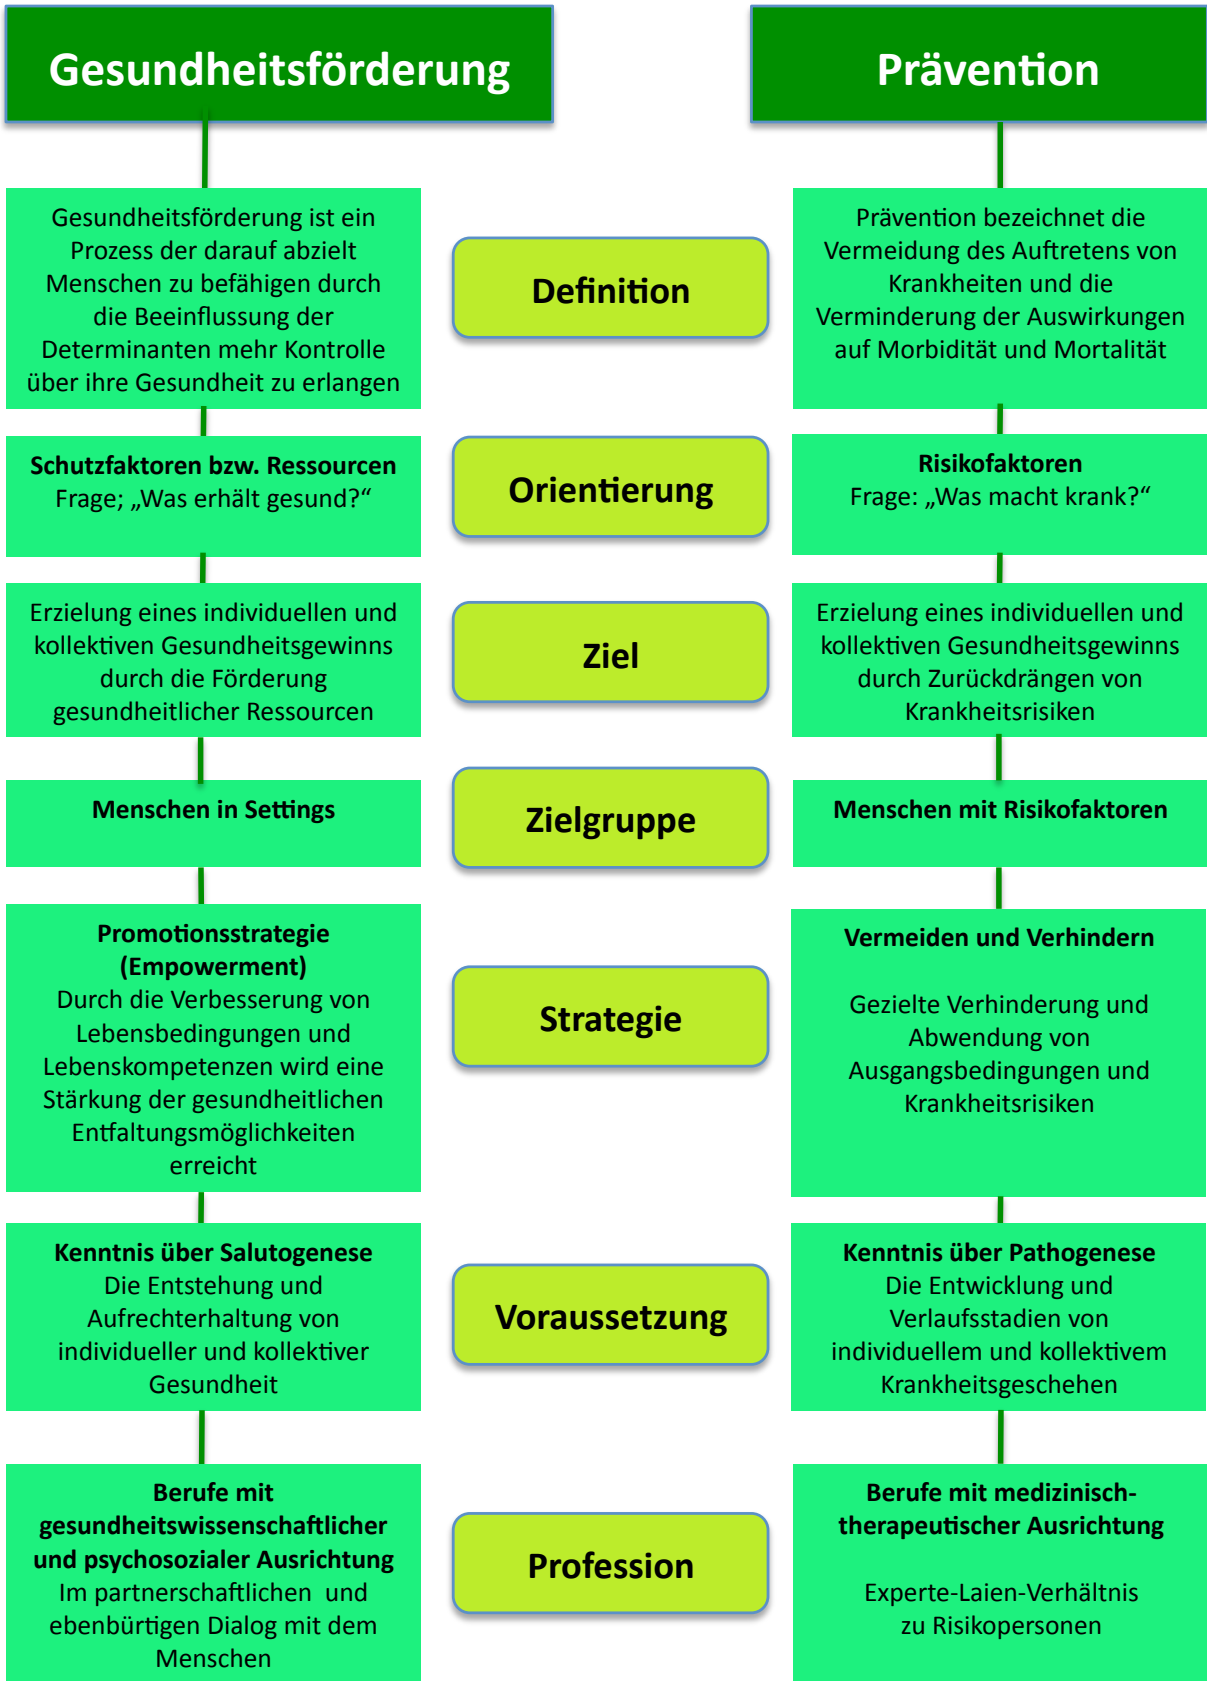 Gesundheitsförderung
Prävention
Gesundheitsförderung ist ein
Prozess der darauf abzielt
Menschen zu befähigen durch
die Beeinflussung der
Determinanten mehr Kontrolle
über ihre Gesundheit zu erlangen
Definition
Prävention bezeichnet die
Vermeidung des Auftretens von
Krankheiten und die
Verminderung der Auswirkungen
auf Morbidität und Mortalität
Schutzfaktoren bzw. Ressourcen
Frage; „Was erhält gesund?“
Orientierung
Risikofaktoren
Frage: „Was macht krank?“
Erzielung eines individuellen und
kollektiven Gesundheitsgewinns
durch die Förderung
gesundheitlicher Ressourcen
Ziel
Erzielung eines individuellen und
kollektiven Gesundheitsgewinns
durch Zurückdrängen von
Krankheitsrisiken
Menschen in Settings
Zielgruppe
Menschen mit Risikofaktoren
Promotionsstrategie
(Empowerment)
Durch die Verbesserung von
Lebensbedingungen und
Lebenskompetenzen wird eine
Stärkung der gesundheitlichen
Entfaltungsmöglichkeiten
erreicht
Strategie
Vermeiden und Verhindern
Gezielte Verhinderung und
Abwendung von
Ausgangsbedingungen und
Krankheitsrisiken
Kenntnis über Salutogenese
Die Entstehung und
Aufrechterhaltung von
individueller und kollektiver
Gesundheit
Voraussetzung
Kenntnis über Pathogenese
Die Entwicklung und
Verlaufsstadien von
individuellem und kollektivem
Krankheitsgeschehen
Berufe mit
gesundheitswissenschaftlicher
und psychosozialer Ausrichtung
Im partnerschaftlichen und
ebenbürtigen Dialog mit dem
Menschen
Profession
Berufe mit medizinisch-
therapeutischer Ausrichtung
Experte-Laien-Verhältnis
zu Risikopersonen